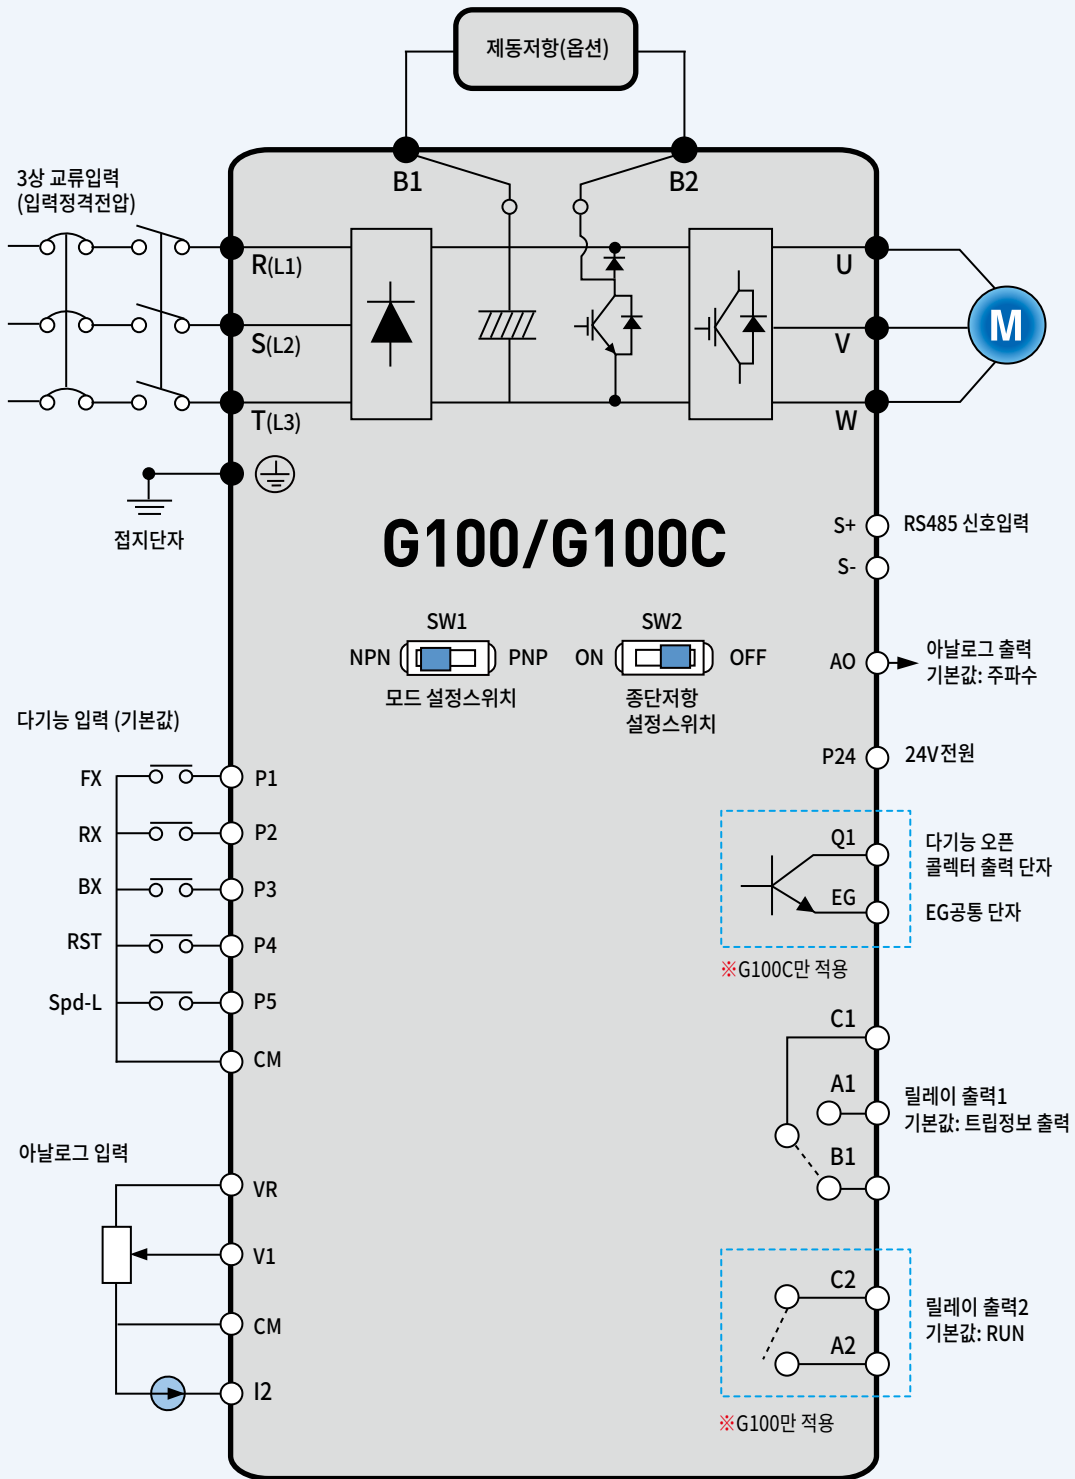 제동저항(옵션)
B1
B2
3상 교류입력
(입력정격전압)
R(L1)
S(L2)
T(L3)
U
V
W
M
접지단자
G100/G100C
S+
RS485 신호입력
S-
SW1
NPN
PNP
모드 설정스위치
SW2
ON
OFF
종단저항
설정스위치
AO
아날로그 출력
기본값: 주파수
P24
24V전원
다기능 입력 (기본값)
FX
P1
RX
P2
BX
P3
RST
P4
Spd-L
P5
CM
Q1
다기능 오픈
콜렉터 출력 단자
EG
EG공통 단자
※G100C만 적용
C1
A1
릴레이 출력1
기본값: 트립정보 출력
B1
아날로그 입력
VR
V1
CM
I2
C2
릴레이 출력2
기본값: RUN
A2
※G100만 적용